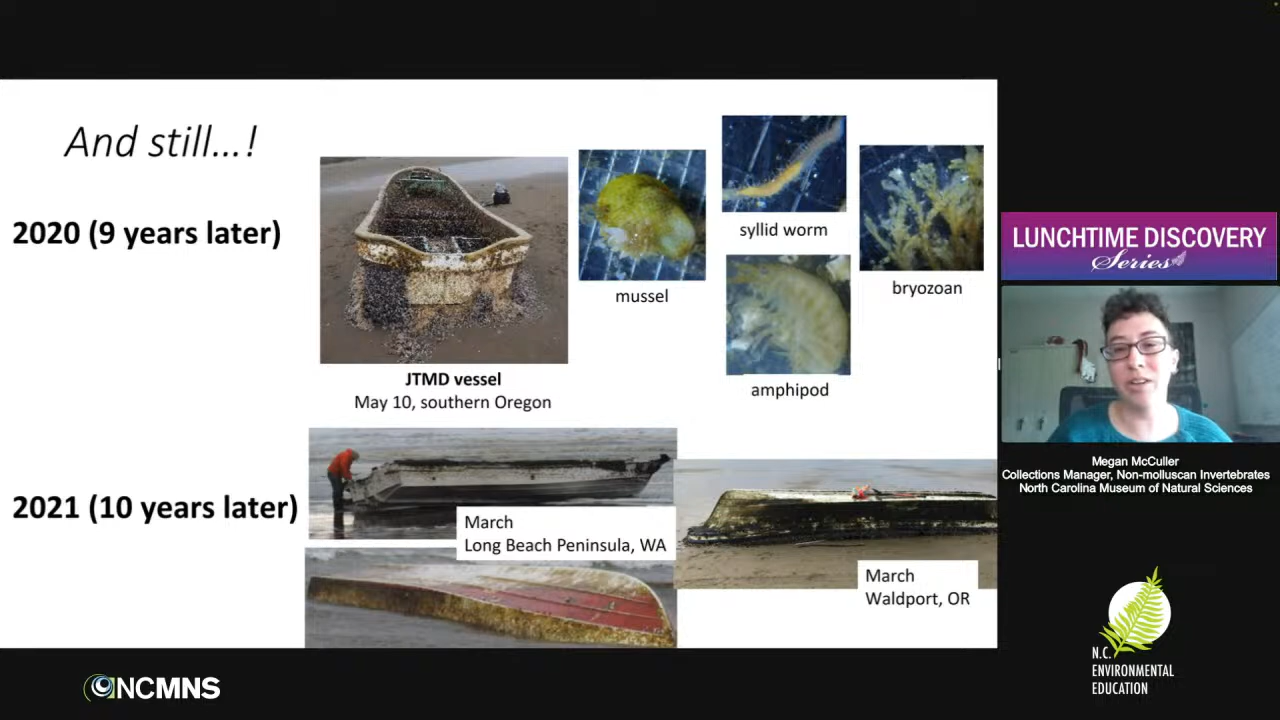 And still...!
2020 (9 years later)
JTMD vessel
May 10, southern Oregon
mussel
syllid worm
amphipod
bryozoan
2021 (10 years later)
March
Long Beach Peninsula, WA
March
Waldport, OR
LUNCHTIME DISCOVERY
Series
Megan McCuller
Collections Manager, Non-molluscan Invertebrates
North Carolina Museum of Natural Sciences
NCMNS
N.C.
ENVIRONMENTAL
EDUCATION